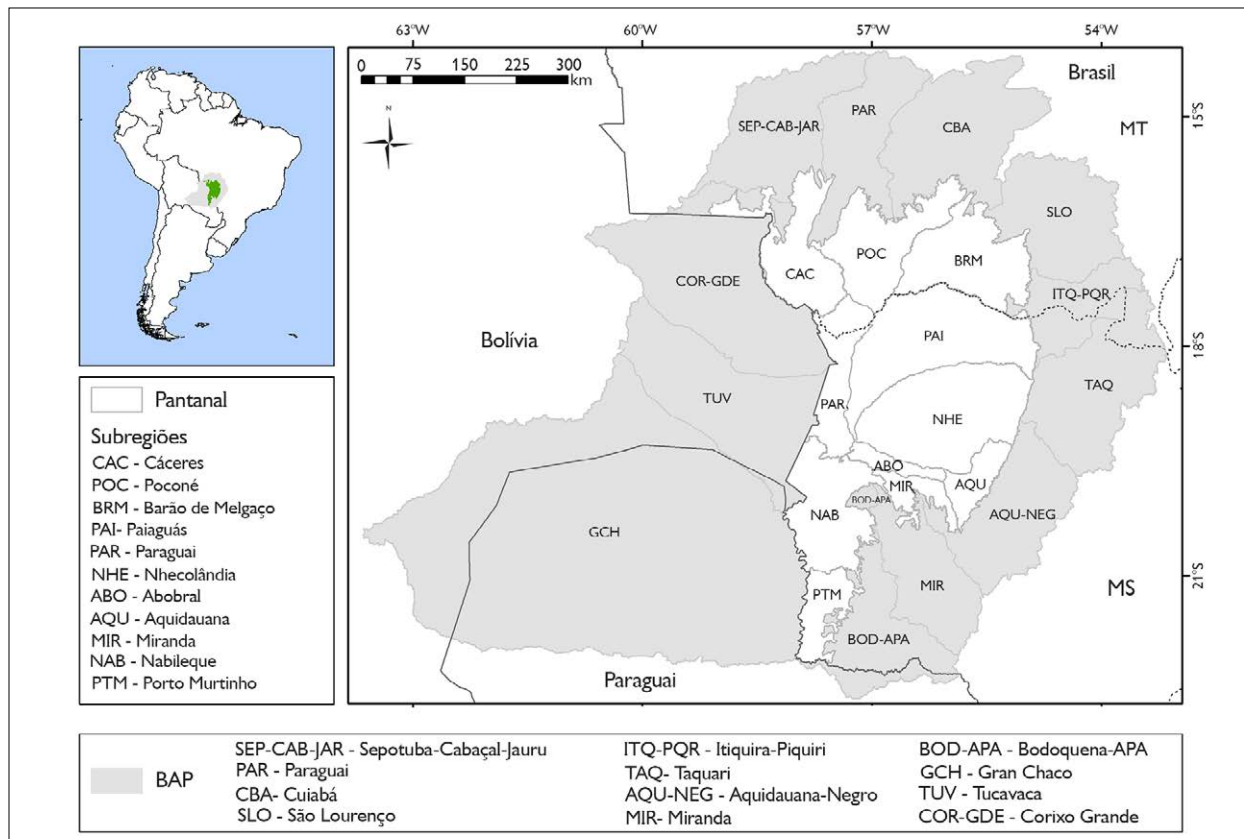 63°W 60°W 57°W 54°W
0 75 150 225 300
km
N
Brasil
MT
15°S
SEP-CAB-JAR
PAR
CBA
SLO
CAC
POC
BRM
COR-GDE
ITQ-PQR
Bolívia
PAI
18°S
TAQ
TUV
PAR
NHE
ABO
MIR
AQU
BOD-APA
NAB
AQU-NEG
GCH
21°S
PTM
MIR
MS
BOD-APA
Paraguai
Pantanal
Subregiões
CAC - Cáceres
POC - Poconé
BRM - Barão de Melgaço
PAI- Paiaguás
PAR - Paraguai
NHE - Nhecolândia
ABO - Abobral
AQU - Aquidauana
MIR - Miranda
NAB - Nabileque
PTM - Porto Murtinho
BAP
SEP-CAB-JAR - Sepotuba-Cabaçal-Jauru
PAR - Paraguai
CBA- Cuiabá
SLO - São Lourenço
ITQ-PQR - Itiquira-Piquiri
TAQ- Taquari
AQU-NEG - Aquidauana-Negro
MIR- Miranda
BOD-APA - Bodoquena-APA
GCH - Gran Chaco
TUV - Tucavaca
COR-GDE - Corixo Grande